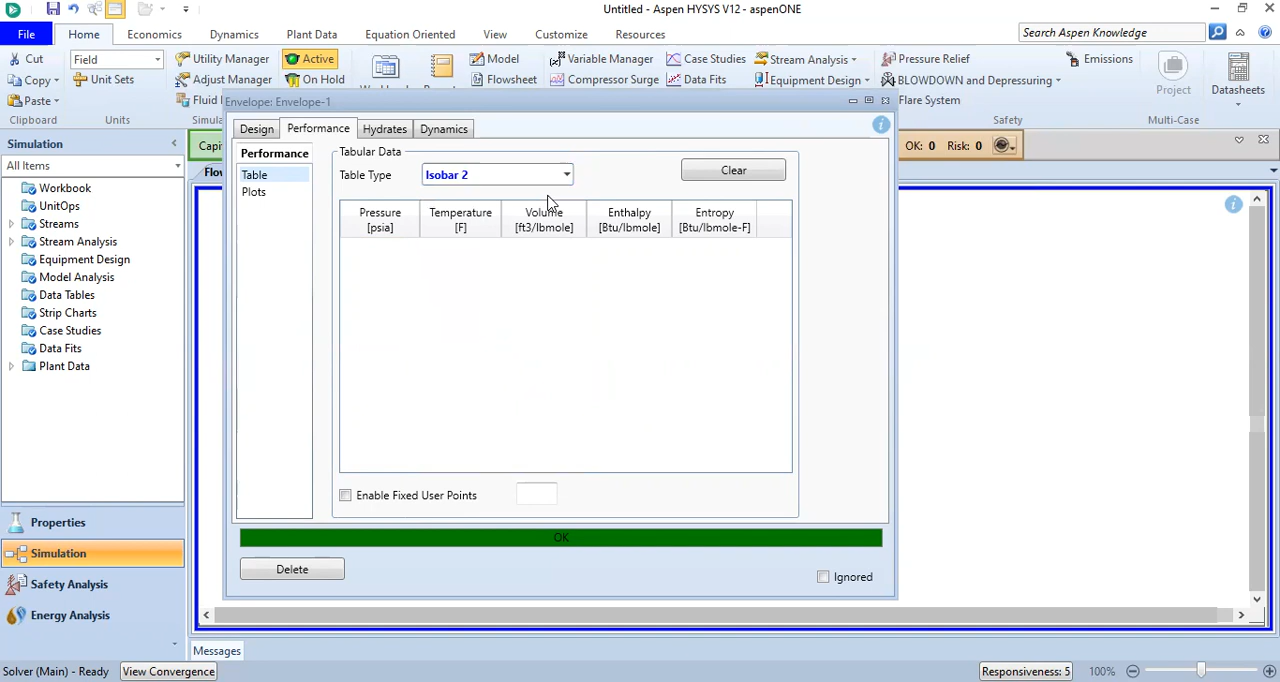 Untitled - Aspen HYSYS V12 - aspenONE
File Home Economics Dynamics Plant Data Equation Oriented View Customize Resources Search Aspen Knowledge
Cut Field Utility Manager Active Model Variable Manager Case Studies Stream Analysis Pressure Relief Emissions
Copy Unit Sets Adjust Manager On Hold Flowsheet Compressor Surge Data Fits Equipment Design BLOWDOWN and Depressuring Project Datasheets
Paste Fluid Flare System
Clipboard Units Safety Multi-Case
Envelope: Envelope-1
Simulation
All Items
Workbook
UnitOps
Streams
Stream Analysis
Equipment Design
Model Analysis
Data Tables
Strip Charts
Case Studies
Data Fits
Plant Data
Properties
Simulation
Safety Analysis
Energy Analysis
OK: 0 Risk: 0
Design Performance Hydrates Dynamics
Performance
Table
Plots
Tabular Data
Table Type Isobar 2 Clear
Pressure Temperature Volume Enthalpy Entropy
[psia] [F] [ft3/lbmole] [Btu/lbmole] [Btu/lbmole-F]
Enable Fixed User Points
OK
Delete Ignored
Messages
Solver (Main) - Ready View Convergence Responsiveness: 5 100%